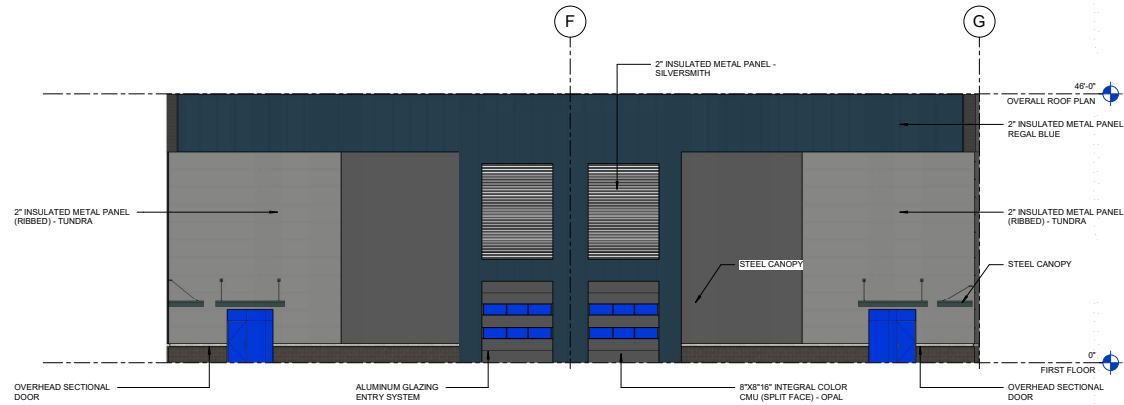 F
G
2" INSULATED METAL PANEL -
SILVERSMITH
46'-0"
OVERALL ROOF PLAN
2" INSULATED METAL PANEL
REGAL BLUE
2" INSULATED METAL PANEL
(RIBBED) - TUNDRA
2" INSULATED METAL PANEL
(RIBBED) - TUNDRA
STEEL CANOPY
STEEL CANOPY
0"
FIRST FLOOR
OVERHEAD SECTIONAL
DOOR
ALUMINUM GLAZING
ENTRY SYSTEM
8"X8"16" INTEGRAL COLOR
CMU (SPLIT FACE) - OPAL
OVERHEAD SECTIONAL
DOOR